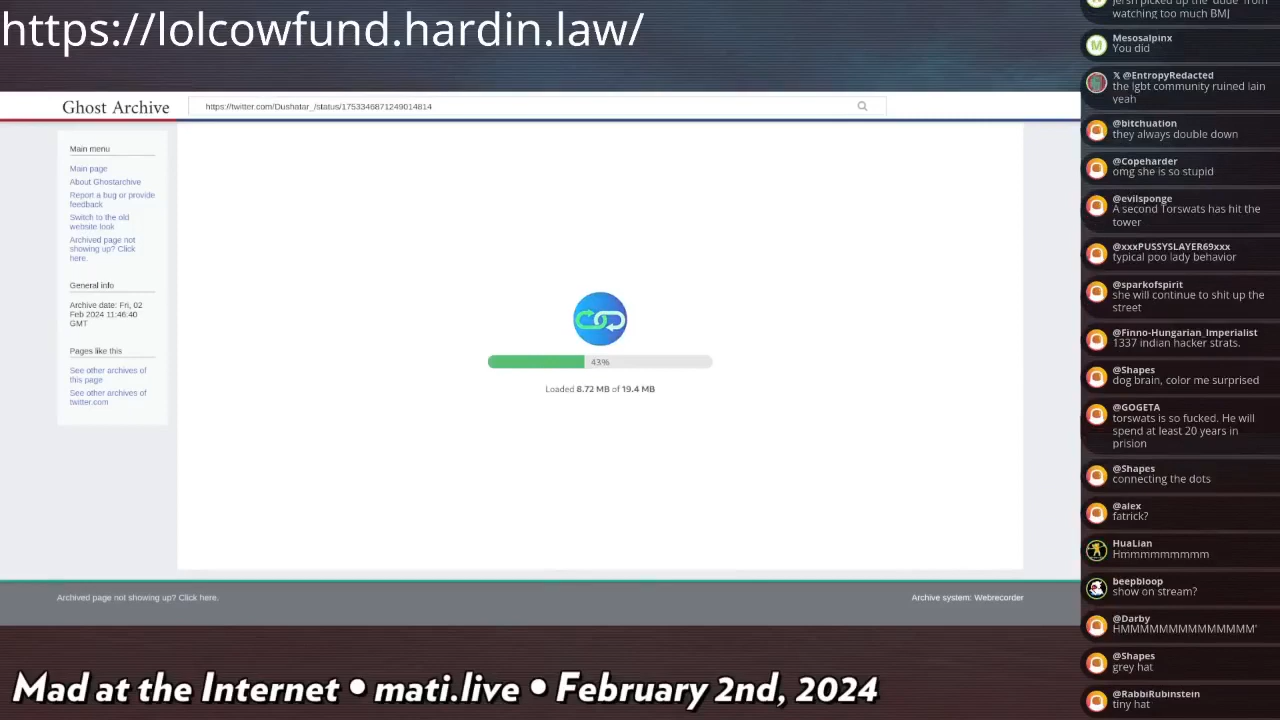 https://lolcowfund.hardin.law/
Ghost Archive
https://twitter.com/Dushatar_/status/1753346871249014814
Main menu
Main page
About Ghostarchive
Report a bug or provide
feedback
Switch to the old
website look
Archived page not
showing up? Click
here.
General info
Archive date: Fri, 02
Feb 2024 11:46:40
GMT
Pages like this
See other archives of
this page
See other archives of
twitter.com
43%
Loaded 8.72 MB of 19.4 MB
Archived page not showing up? Click here.
Archive system: Webrecorder
Mad at the Internet • mati.live • February 2nd, 2024
watching too much BMJ
Mesosalpinx
You did
𝕏 @EntropyRedacted
the lgbt community ruined lain
yeah
@bitchuation
they always double down
@Copeharder
omg she is so stupid
@evilsponge
A second Torswats has hit the
tower
@xxxPUSSYSLAYER69xxx
typical poo lady behavior
@sparkofspirit
she will continue to shit up the
street
@Finno-Hungarian_Imperialist
1337 indian hacker strats.
@Shapes
dog brain, color me surprised
@GOGETA
torswats is so fucked. He will
spend at least 20 years in
prision
@Shapes
connecting the dots
@alex
fatrick?
HuaLian
Hmmmmmmmmm
beepbloop
show on stream?
@Darby
HMMMMMMMMMMMMMM'
@Shapes
grey hat
@RabbiRubinstein
tiny hat